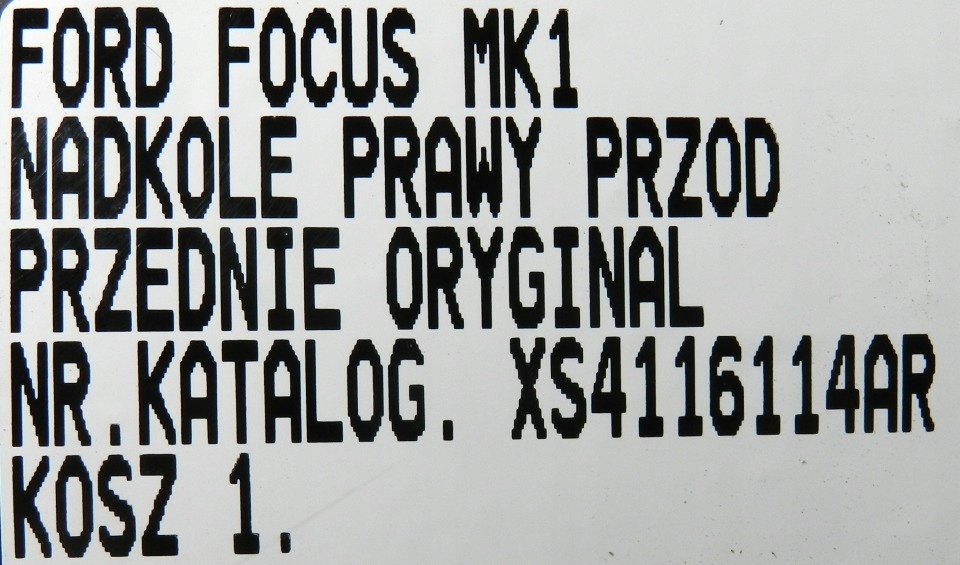 FORD FOCUS MK1
NADKOLE PRAWY PRZOD
PRZEDNIE ORYGINAL
NR.KATALOG. XS4116114AR
KOSZ 1.